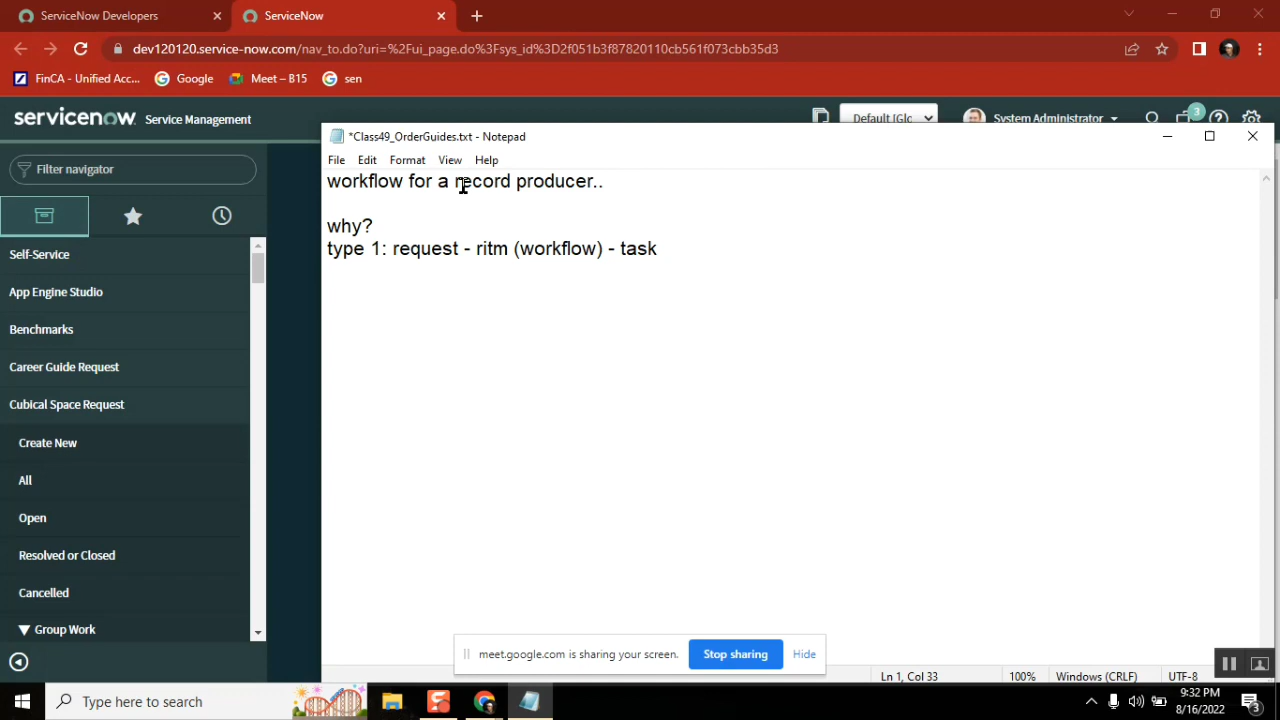 ServiceNow Developers
ServiceNow
dev120120.service-now.com/nav_to.do?uri=%2Fui_page.do%3Fsys_id%3D2f051b3f87820110cb561f073cbb35d3
FinCA - Unified Acc...
Google
Meet – B15
sen
servicenow
Service Management
Default [Glc
System Administrator
3
Filter navigator
Self-Service
App Engine Studio
Benchmarks
Career Guide Request
Cubical Space Request
Create New
All
Open
Resolved or Closed
Cancelled
Group Work
*Class49_OrderGuides.txt - Notepad
File Edit Format View Help
workflow for a record producer..
why?
type 1: request - ritm (workflow) - task
meet.google.com is sharing your screen.
Stop sharing
Hide
Ln 1, Col 33
100%
Windows (CRLF)
UTF-8
Type here to search
9:32 PM
8/16/2022
3